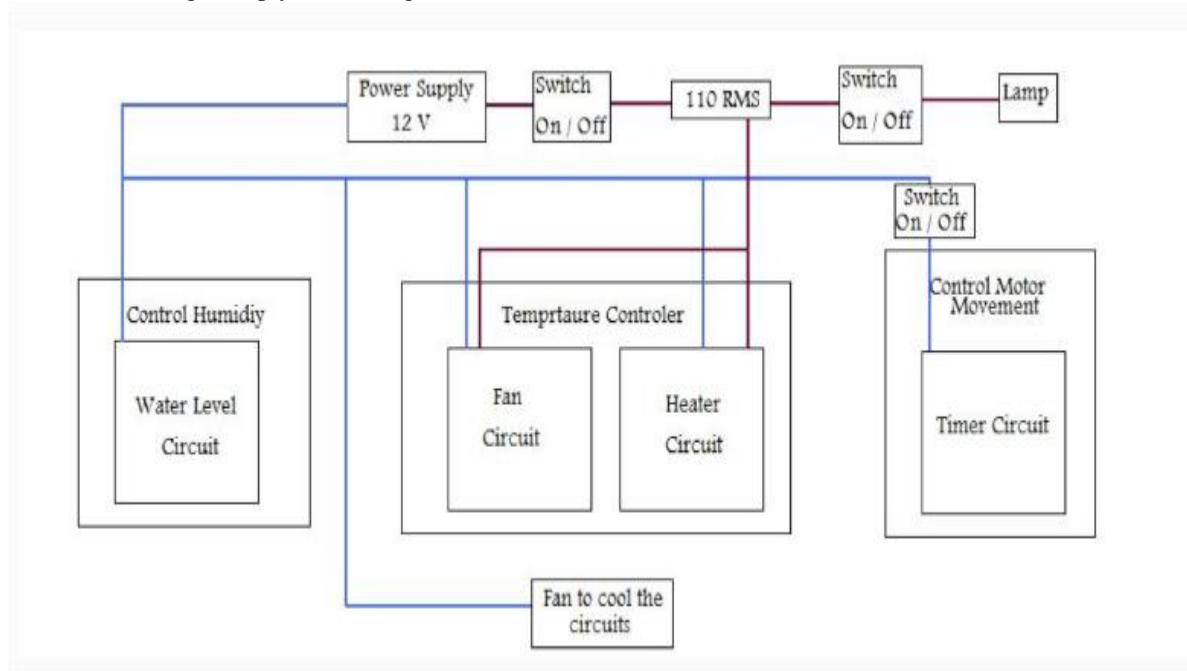 Power Supply
12 V
Switch
On / Off
110 RMS
Switch
On / Off
Lamp
Switch
On / Off
Control Humidiy
Water Level
Circuit
Temprtaure Controler
Fan
Circuit
Heater
Circuit
Control Motor
Movement
Timer Circuit
Fan to cool the
circuits